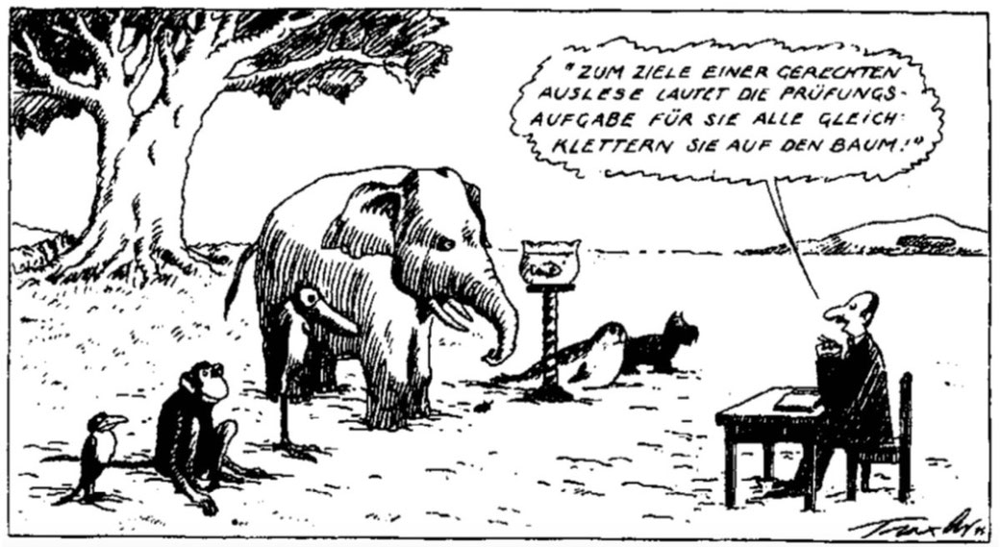 "ZUM ZIELE EINER GERECHTEN
AUSLESE LAUTET DIE PRÜFUNGS-
AUFGABE FÜR SIE ALLE GLEICH:
KLETTERN SIE AUF DEN BAUM!"